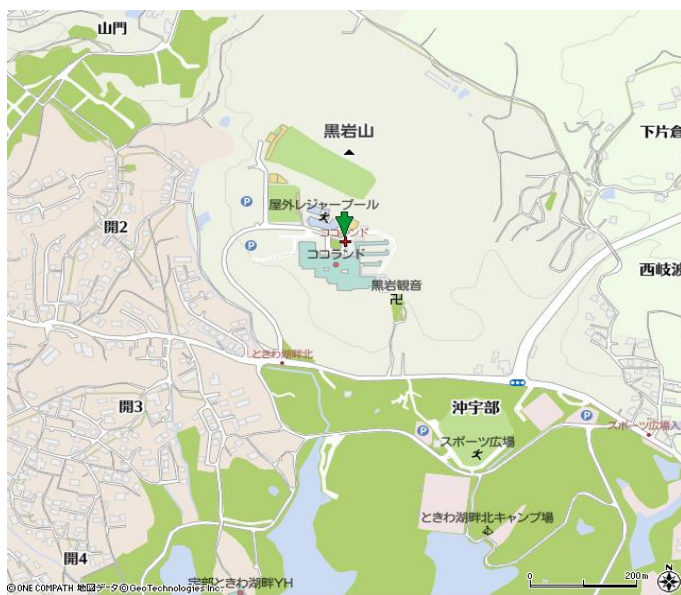 山門
黒岩山
下片倉
P
屋外レジャープール
開2
P
ココランド
ココランド
西岐波
黒岩観音
ときわ湖畔北
開3
沖宇部
P
P
スポーツ広場入
スポーツ広場
ときわ湖畔北キャンプ場
開4
宇部ときわ湖畔YH
©ONE COMPATH 地図データ©GeoTechnologies Inc.
0 200m
N